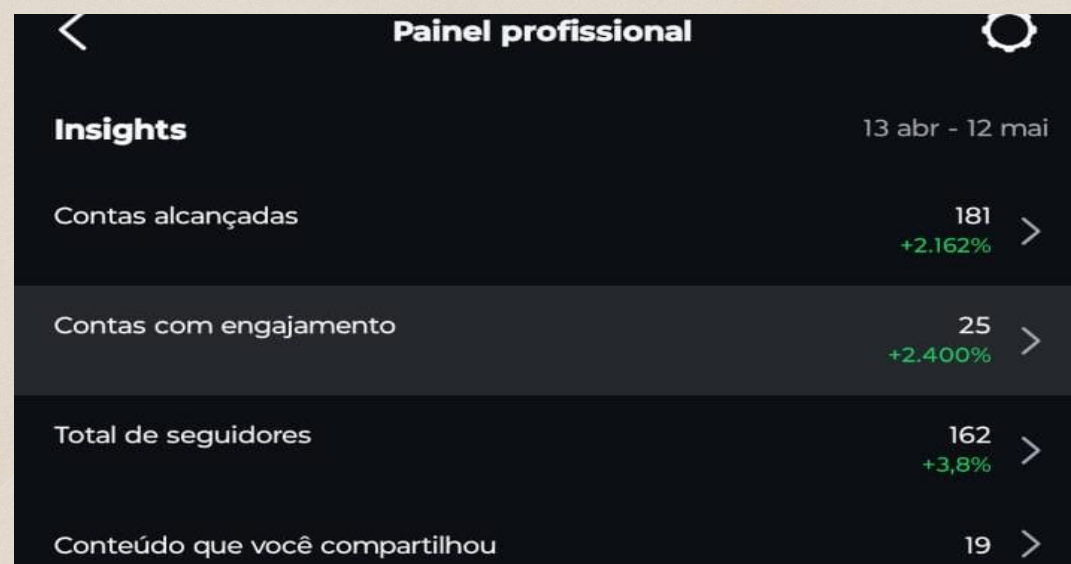 Painel profissional
Insights
13 abr - 12 mai
Contas alcançadas
181
+2.162%
Contas com engajamento
25
+2.400%
Total de seguidores
162
+3,8%
Conteúdo que você compartilhou
19